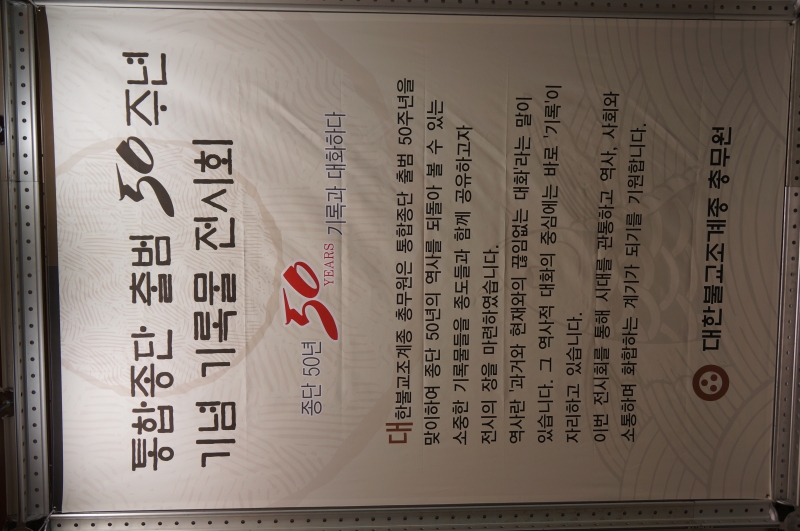 통합종단 출범 50주년
기념 기록물 전시회
종단 50년 50 YEARS 기록과 대화하다
대한불교조계종 총무원은 통합종단 출범 50주년을
맞이하여 종단 50년의 역사를 되돌아 볼 수 있는
소중한 기록물들을 종도들과 함께 공유하고자
전시의 장을 마련하였습니다.
역사란 '과거와 현재와의 끊임없는 대화'라는 말이
있습니다. 그 역사적 대화의 중심에는 바로 '기록'이
자리하고 있습니다.
이번 전시회를 통해 시대를 관통하고 역사, 사회와
소통하며 화합하는 계기가 되기를 기원합니다.
대한불교조계종 총무원